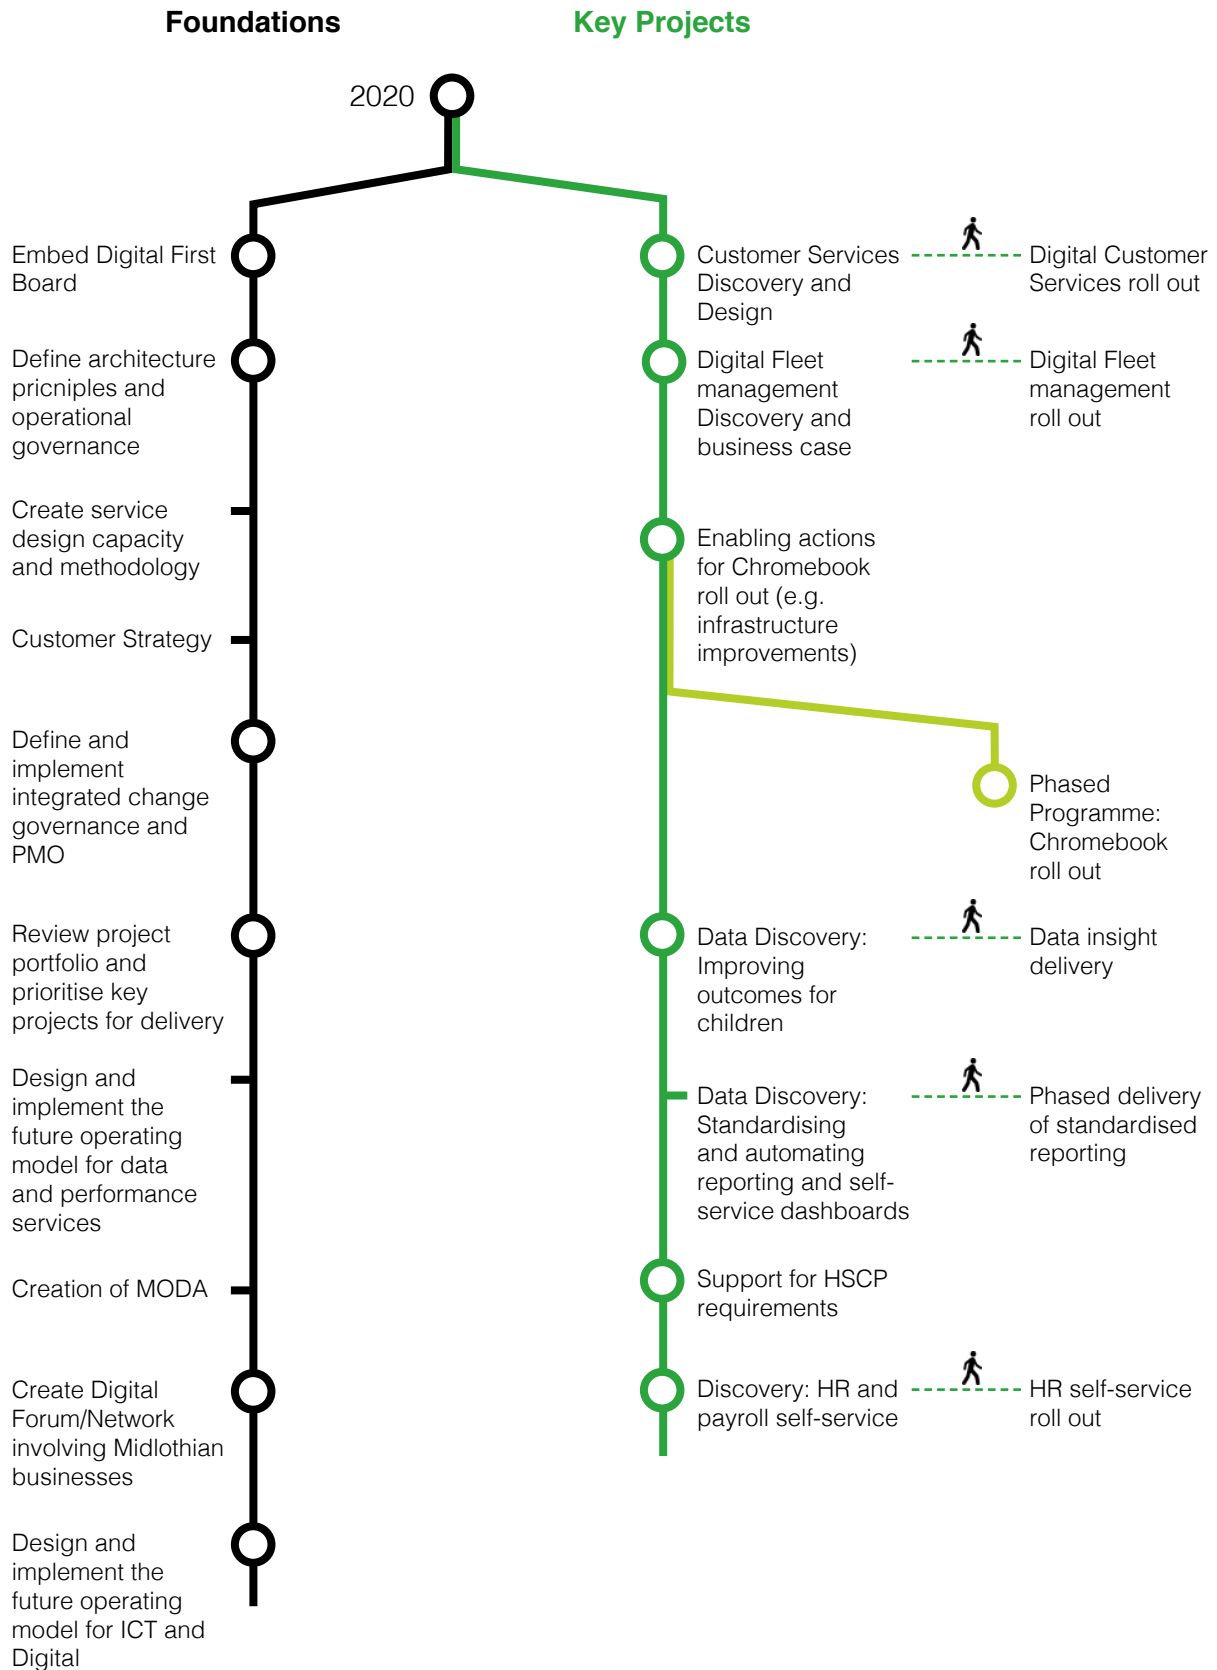 Foundations
Key Projects
2020
Embed Digital First
Board
Define architecture
pricniples and
operational
governance
Create service
design capacity
and methodology
Customer Strategy
Define and
implement
integrated change
governance and
PMO
Review project
portfolio and
prioritise key
projects for delivery
Design and
implement the
future operating
model for data
and performance
services
Creation of MODA
Create Digital
Forum/Network
involving Midlothian
businesses
Design and
implement the
future operating
model for ICT and
Digital
Customer Services
Discovery and
Design
Digital Customer
Services roll out
Digital Fleet
management
Discovery and
business case
Digital Fleet
management
roll out
Enabling actions
for Chromebook
roll out (e.g.
infrastructure
improvements)
Phased
Programme:
Chromebook
roll out
Data Discovery:
Improving
outcomes for
children
Data insight
delivery
Data Discovery:
Standardising
and automating
reporting and self-
service dashboards
Phased delivery
of standardised
reporting
Support for HSCP
requirements
Discovery: HR and
payroll self-service
HR self-service
roll out